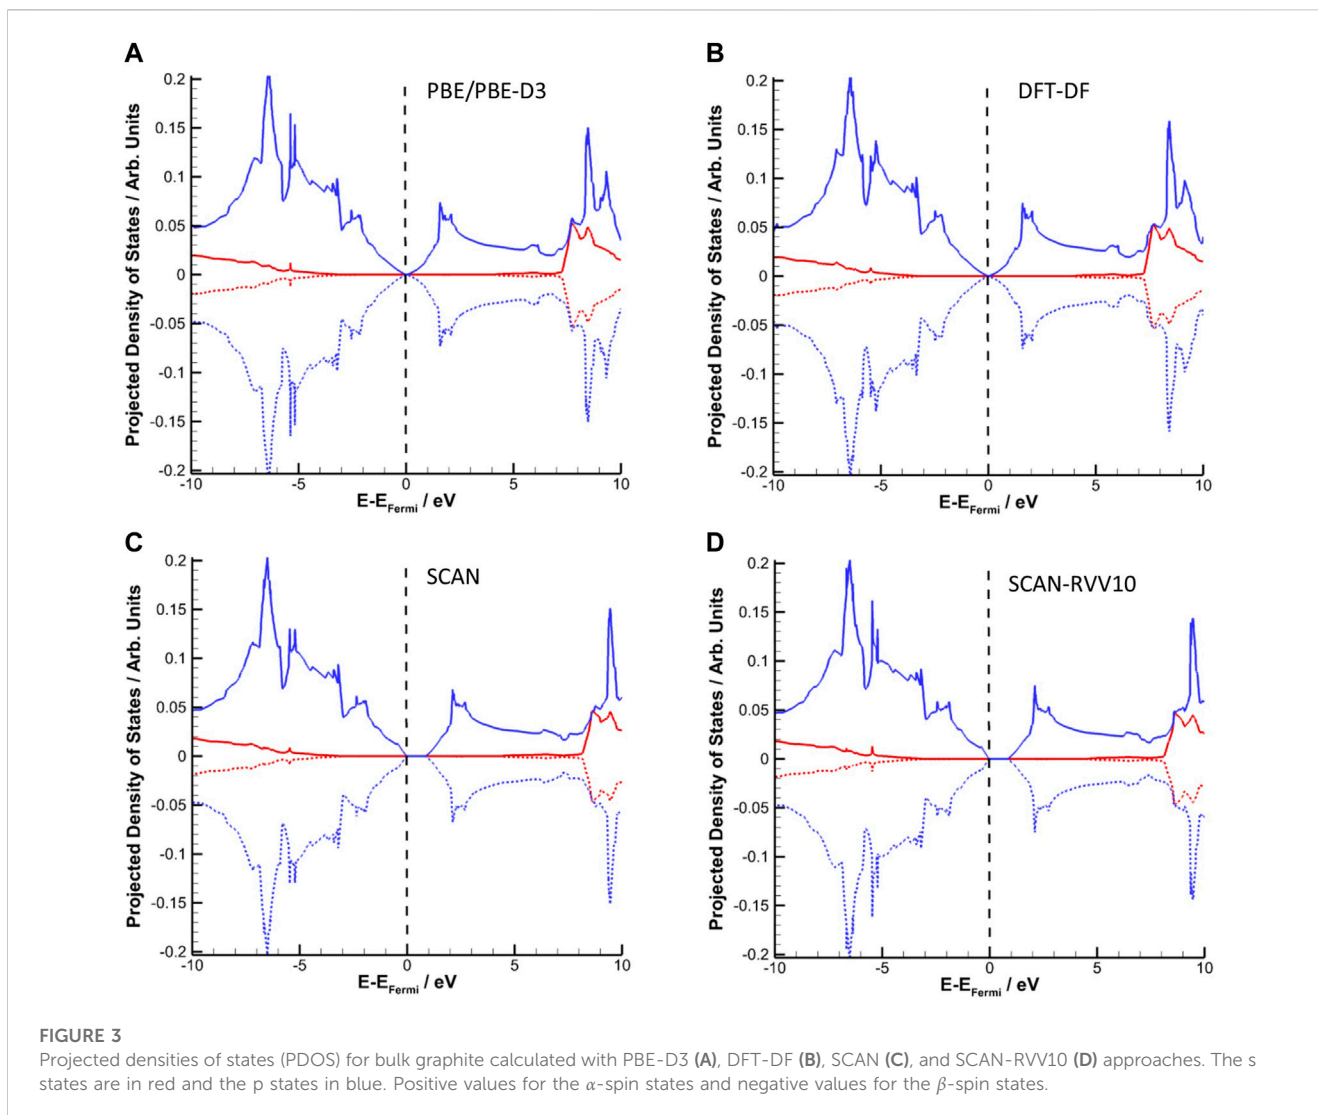 A
PBE/PBE-D3
Projected Density of States / Arb. Units
0.2
0.15
0.1
0.05
0
-0.05
-0.1
-0.15
-0.2
-10
-5
0
5
10
E-EFermi / eV
B
DFT-DF
Projected Density of States / Arb. Units
0.2
0.15
0.1
0.05
0
-0.05
-0.1
-0.15
-0.2
-10
-5
0
5
10
E-EFermi / eV
C
SCAN
Projected Density of States / Arb. Units
0.2
0.15
0.1
0.05
0
-0.05
-0.1
-0.15
-0.2
-10
-5
0
5
10
E-EFermi / eV
D
SCAN-RVV10
Projected Density of States / Arb. Units
0.2
0.15
0.1
0.05
0
-0.05
-0.1
-0.15
-0.2
-10
-5
0
5
10
E-EFermi / eV
FIGURE 3
Projected densities of states (PDOS) for bulk graphite calculated with PBE-D3 (A), DFT-DF (B), SCAN (C), and SCAN-RVV10 (D) approaches. The s
states are in red and the p states in blue. Positive values for the α-spin states and negative values for the β-spin states.